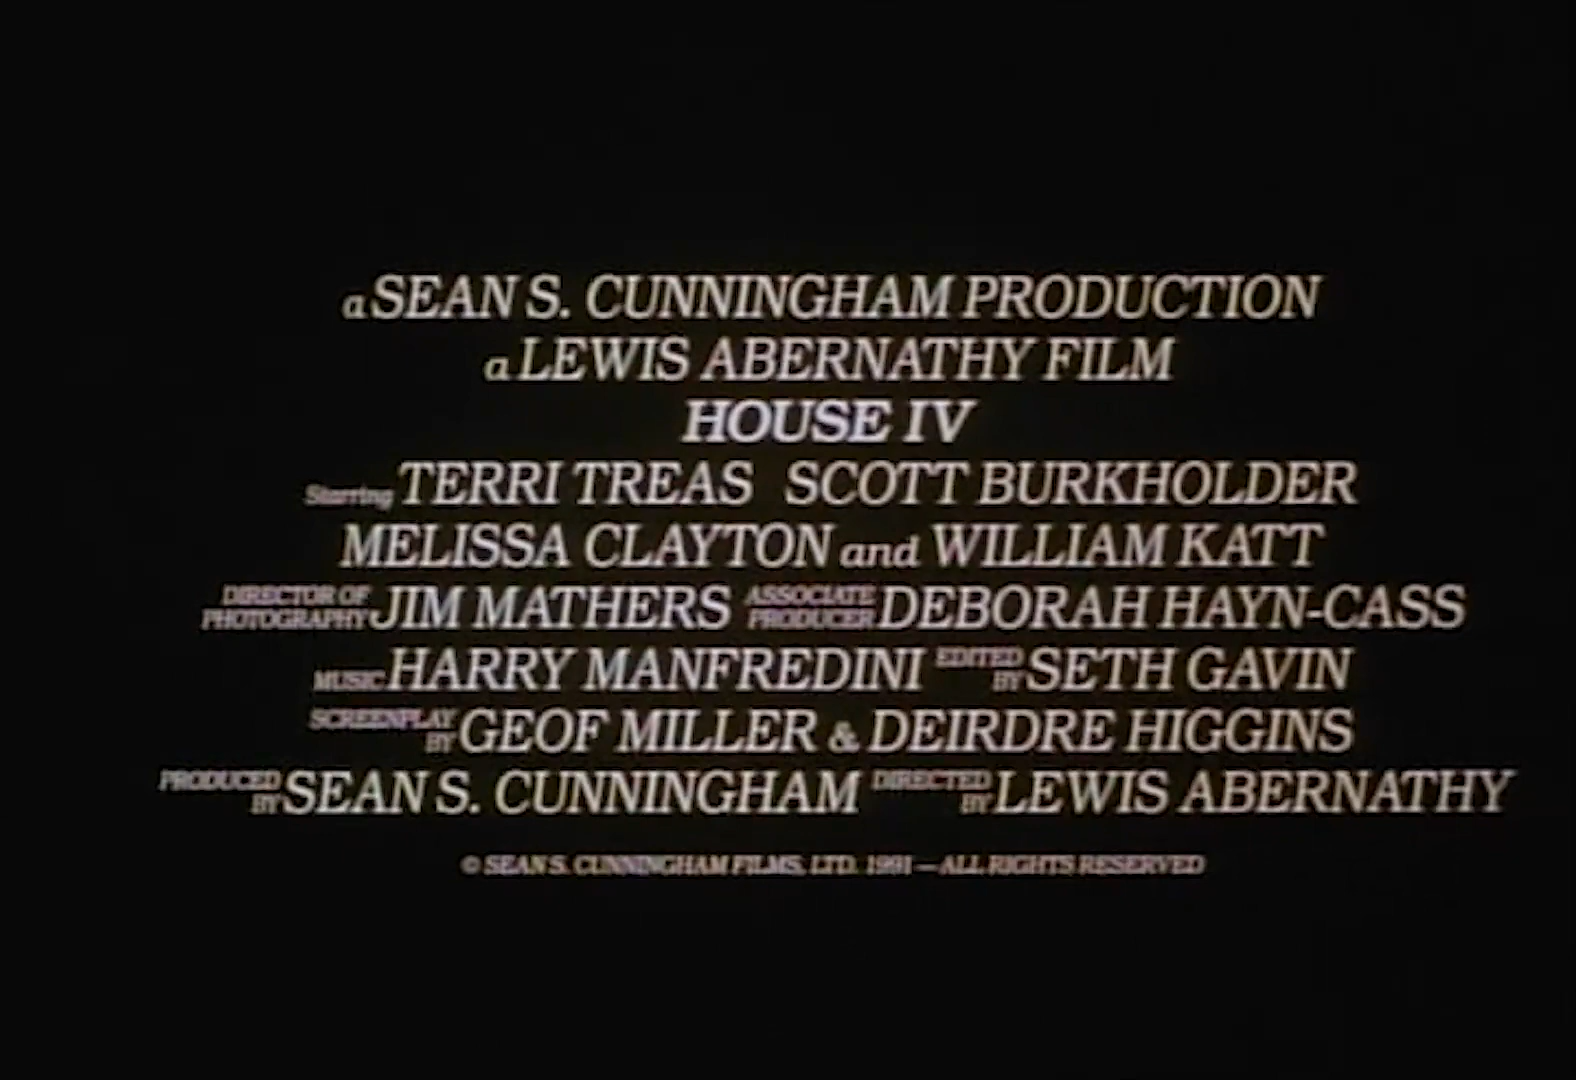 a SEAN S. CUNNINGHAM PRODUCTION
a LEWIS ABERNATHY FILM
HOUSE IV
Starring TERRI TREAS SCOTT BURKHOLDER
MELISSA CLAYTON and WILLIAM KATT
DIRECTOR OF PHOTOGRAPHY JIM MATHERS ASSOCIATE PRODUCER DEBORAH HAYN-CASS
MUSIC HARRY MANFREDINI EDITED BY SETH GAVIN
SCREENPLAY BY GEOF MILLER & DEIRDRE HIGGINS
PRODUCED BY SEAN S. CUNNINGHAM DIRECTED BY LEWIS ABERNATHY
© SEAN S. CUNNINGHAM FILMS, LTD. 1991 — ALL RIGHTS RESERVED